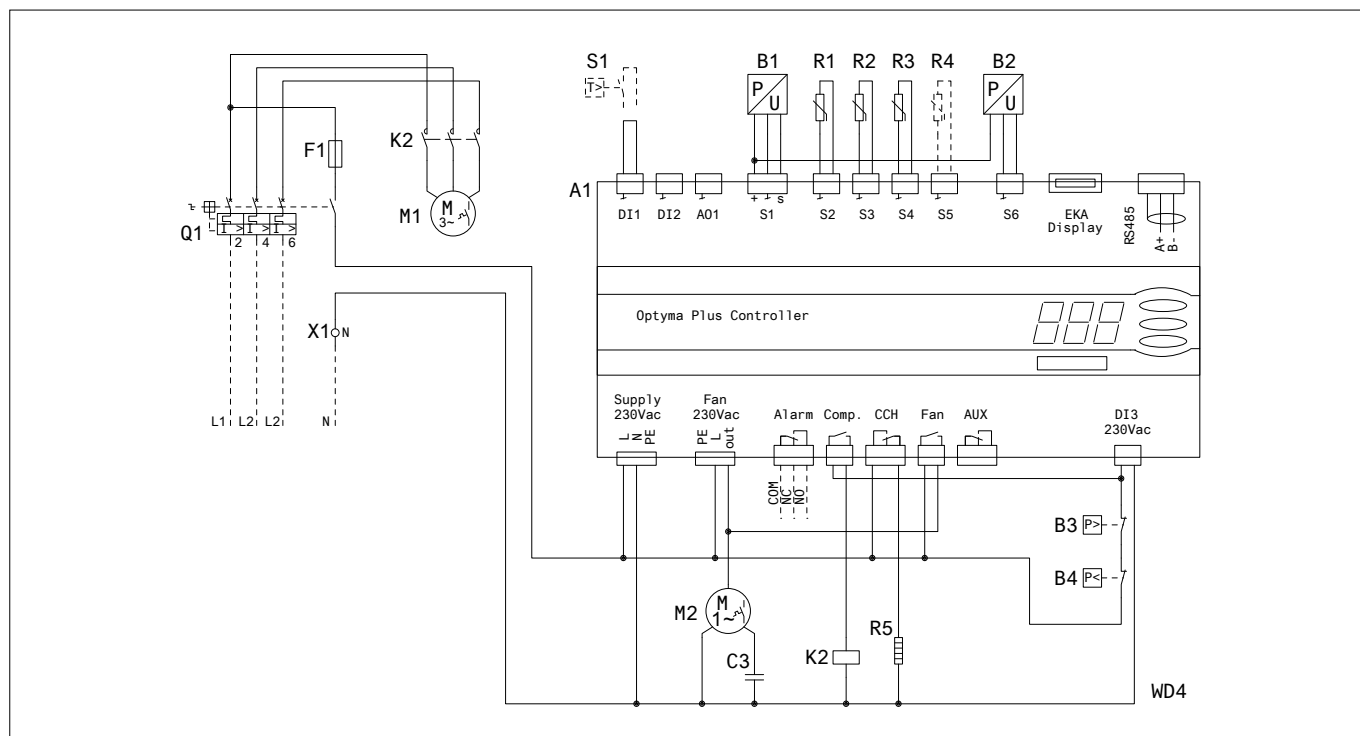 S1
B1
R1
R2
R3
R4
B2
T>
P
U
P
U
F1
K2
M1
M
3~
A1
+
s
DI1
DI2
AO1
S1
S2
S3
S4
S5
S6
EKA
Display
RS485
A+
B-
Q1
I >
I >
I >
2
4
6
X1
N
L1
L2
L2
N
Optyma Plus Controller
Supply
230Vac
L
N
PE
Fan
230Vac
PE
L
out
Alarm
Comp.
CCH
Fan
AUX
DI3
230Vac
COM
NC
NO
B3
P>
B4
P<
M2
M
1~
C3
K2
R5
WD4